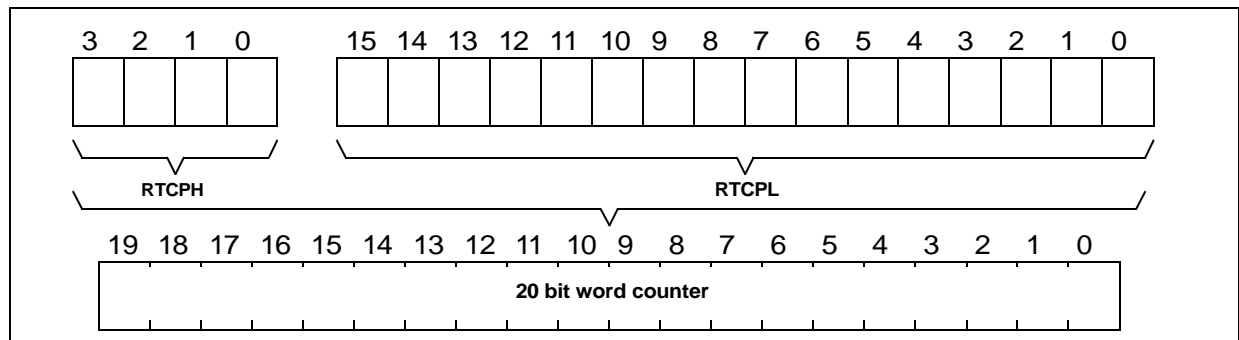 3 2 1 0 15 14 13 12 11 10 9 8 7 6 5 4 3 2 1 0
RTCPH RTCPL
19 18 17 16 15 14 13 12 11 10 9 8 7 6 5 4 3 2 1 0
20 bit word counter